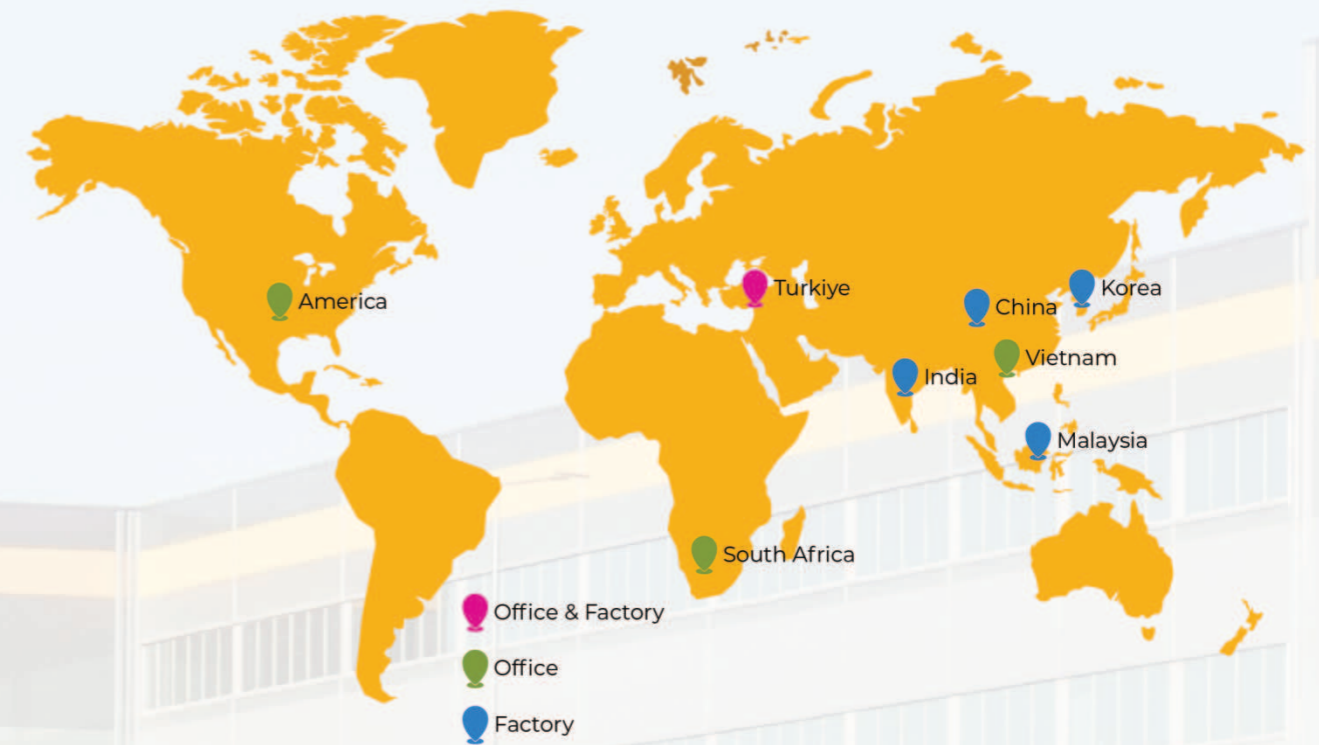 America
Turkiye
Korea
China
Vietnam
India
Malaysia
South Africa
Office & Factory
Office
Factory